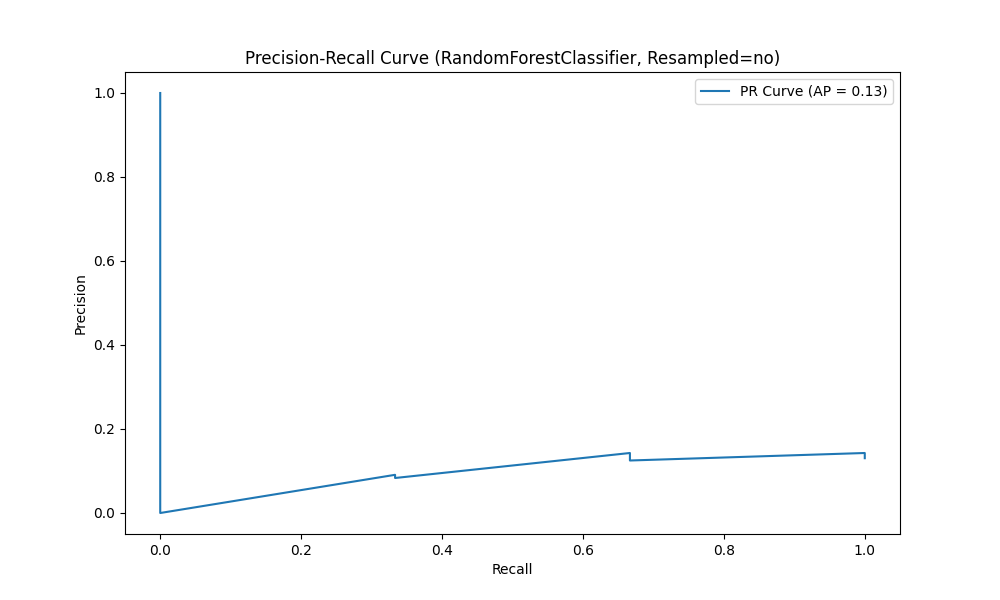 Precision-Recall Curve (RandomForestClassifier, Resampled=no)
PR Curve (AP = 0.13)
1.0
0.8
0.6
0.4
0.2
0.0
Precision
0.0 0.2 0.4 0.6 0.8 1.0
Recall